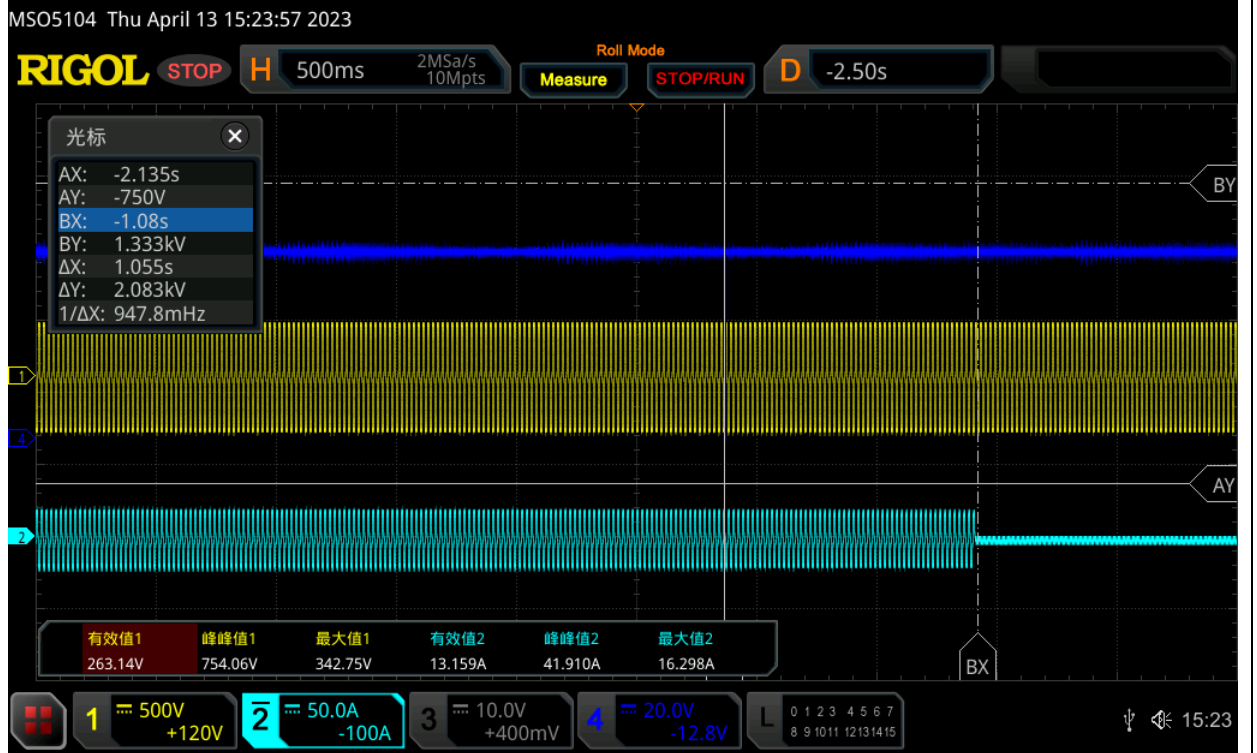 MSO5104 Thu April 13 15:23:57 2023
Roll Mode
RIGOL STOP H 500ms 2MSa/s 10Mpts Measure STOP/RUN D -2.50s
光标
AX: -2.135s
AY: -750V
BX: -1.08s
BY: 1.333kV
ΔX: 1.055s
ΔY: 2.083kV
1/ΔX: 947.8mHz
BY
1
4
AY
2
有效值1 峰峰值1 最大值1 有效值2 峰峰值2 最大值2
263.14V 754.06V 342.75V 13.159A 41.910A 16.298A
BX
1 500V +120V
2 50.0A -100A
3 10.0V +400mV
4 20.0V -12.8V
L 0 1 2 3 4 5 6 7
8 9 10 11 12 13 14 15
15:23